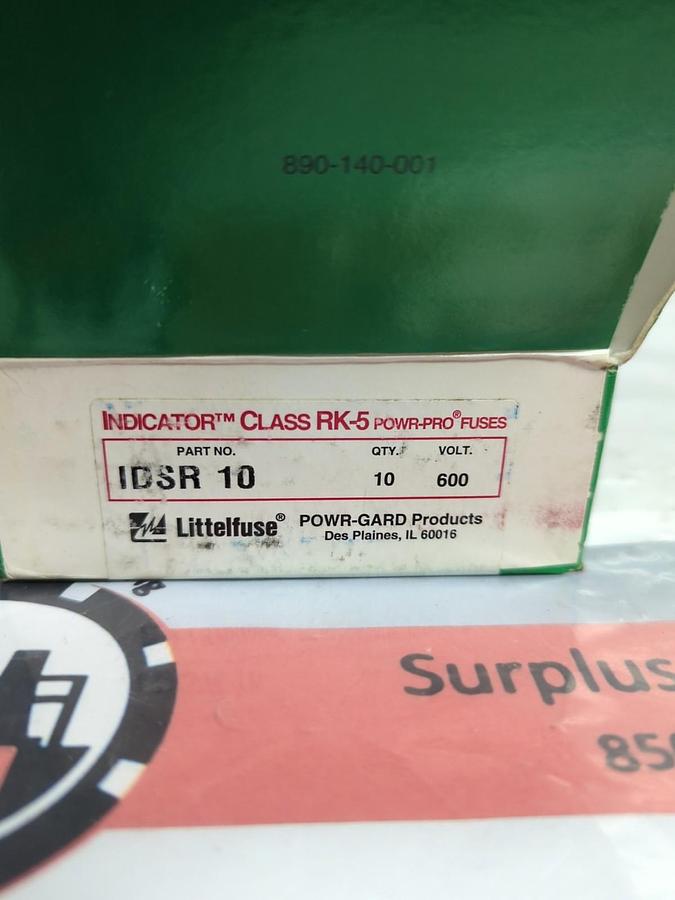 890-140-001
INDICATOR™ CLASS RK-5 POWR-PRO® FUSES
PART NO. QTY. VOLT.
IDSR 10 10 600
Littelfuse® POWR-GARD Products
Des Plaines, IL 60016
Surplus